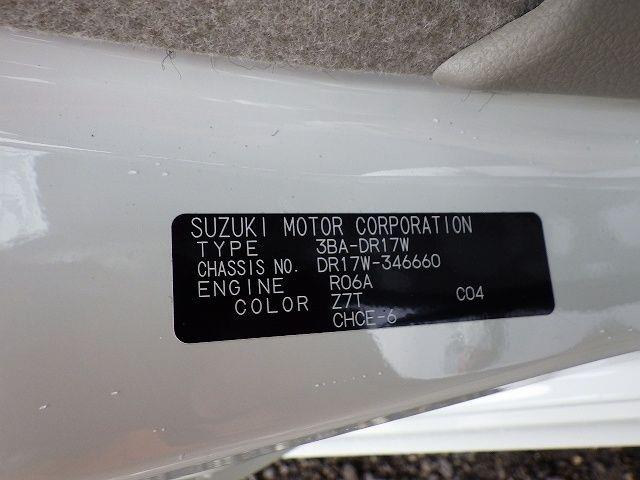 SUZUKI MOTOR CORPORATION
TYPE 3BA-DR17W
CHASSIS NO. DR17W-346660
ENGINE R06A
COLOR Z7T C04
CHCE-6